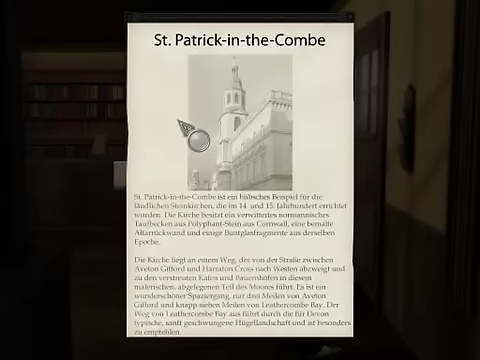 St. Patrick-in-the-Combe
St. Patrick-in-the-Combe ist ein hübsches Beispiel für die
ländlichen Steinkirchen, die im 14. und 15. Jahrhundert errichtet
wurden. Die Kirche besitzt ein verwittertes normannisches
Taufbecken aus Polyphant-Stein aus Cornwall, eine bemalte
Altarrückwand und einige Buntglasfragmente aus derselben
Epoche.
Die Kirche liegt an einem Weg, der von der Straße zwischen
Aveton Gifford und Harraton Cross nach Westen abzweigt und
zu den verstreuten Katen und Bauernhöfen in diesem
malerischen, abgelegenen Teil des Moores führt. Es ist ein
wunderschöner Spaziergang, nur drei Meilen von Aveton
Gifford und knapp sieben Meilen von Leathercombe Bay. Der
Weg von Leathercombe Bay aus führt durch die für Devon
typische, sanft geschwungene Hügellandschaft und ist besonders
zu empfehlen.